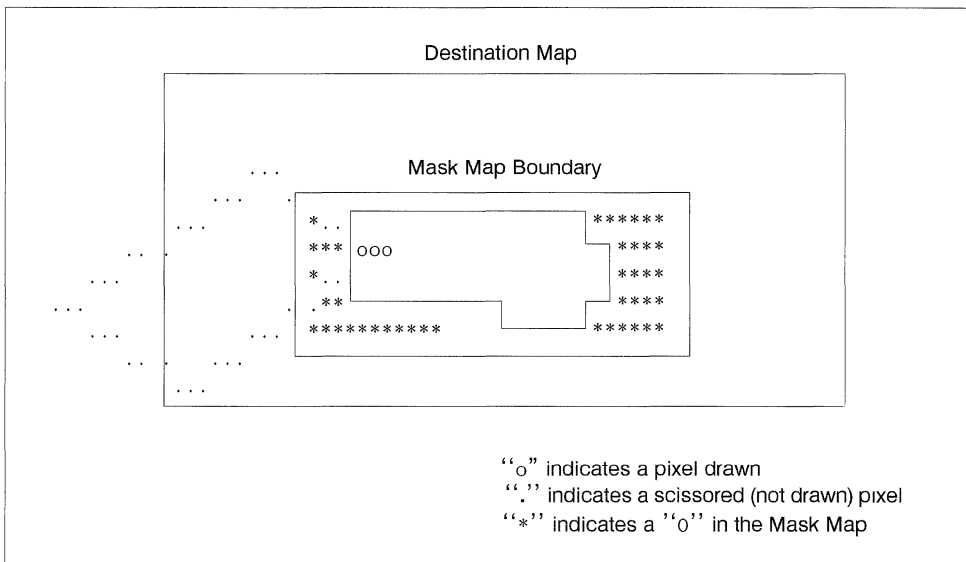 Destination Map
. . .
Mask Map Boundary
. . . .
* . . ******
. . .
*** ooo ****
. . .
* . . ****
. . .
. . . . . ** ****
*********** ******
. . . . . .
. . . . . .
. . .
‘‘o” indicates a pixel drawn
‘‘.’’ indicates a scissored (not drawn) pixel
‘‘*’’ indicates a ’’0’’ in the Mask Map